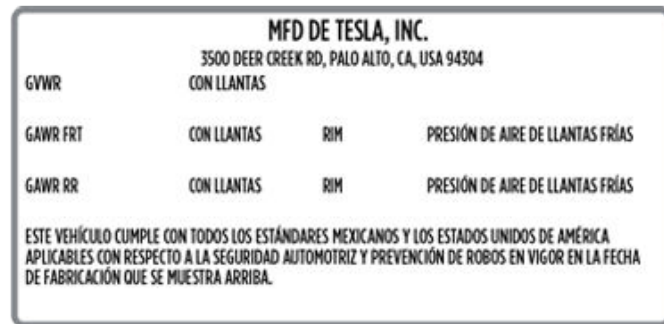 MFD DE TESLA, INC.
3500 DEER CREEK RD, PALO ALTO, CA, USA 94304
GVWR CON LLANTAS
GAWR FRT CON LLANTAS RIM PRESIÓN DE AIRE DE LLANTAS FRÍAS
GAWR RR CON LLANTAS RIM PRESIÓN DE AIRE DE LLANTAS FRÍAS
ESTE VEHÍCULO CUMPLE CON TODOS LOS ESTÁNDARES MEXICANOS Y LOS ESTADOS UNIDOS DE AMÉRICA
APLICABLES CON RESPECTO A LA SEGURIDAD AUTOMOTRIZ Y PREVENCIÓN DE ROBOS EN VIGOR EN LA FECHA
DE FABRICACIÓN QUE SE MUESTRA ARRIBA.